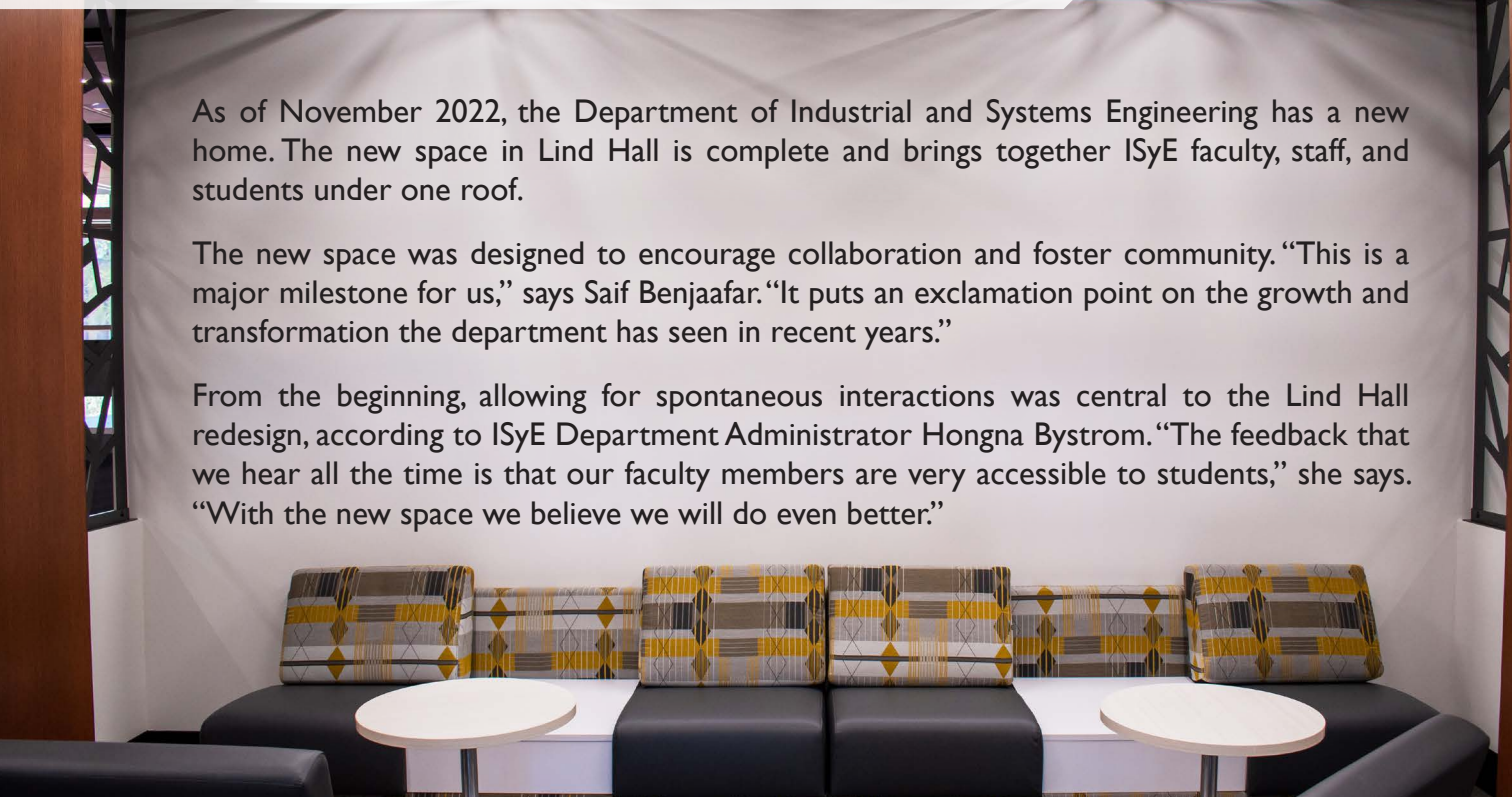 As of November 2022, the Department of Industrial and Systems Engineering has a new
home. The new space in Lind Hall is complete and brings together ISyE faculty, staff, and
students under one roof.
The new space was designed to encourage collaboration and foster community. “This is a
major milestone for us,” says Saif Benjaafar. “It puts an exclamation point on the growth and
transformation the department has seen in recent years.”
From the beginning, allowing for spontaneous interactions was central to the Lind Hall
redesign, according to ISyE Department Administrator Hongna Bystrom. “The feedback that
we hear all the time is that our faculty members are very accessible to students,” she says.
“With the new space we believe we will do even better.”